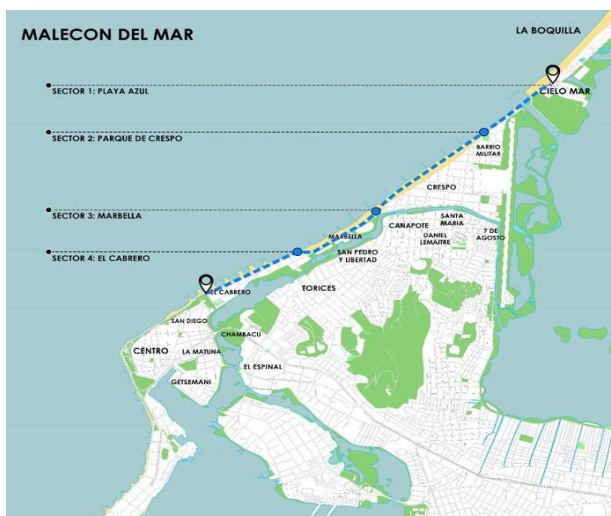 MALECON DEL MAR
LA BOQUILLA
SECTOR 1: PLAYA AZUL
CIELO MAR
SECTOR 2: PARQUE DE CRESPO
BARRIO
MILITAR
CRESPO
SECTOR 3: MARBELLA
SANTA
MARIA
CANAPOTE
7 DE
AGOSTO
DANIEL
LEMAITRE
MARBELLA
SAN PEDRO
Y LIBERTAD
SECTOR 4: EL CABRERO
TORICES
EL CABRERO
SAN DIEGO
CHAMBACU
CENTRO
LA MATUNA
EL ESPINAL
GETSEMANI